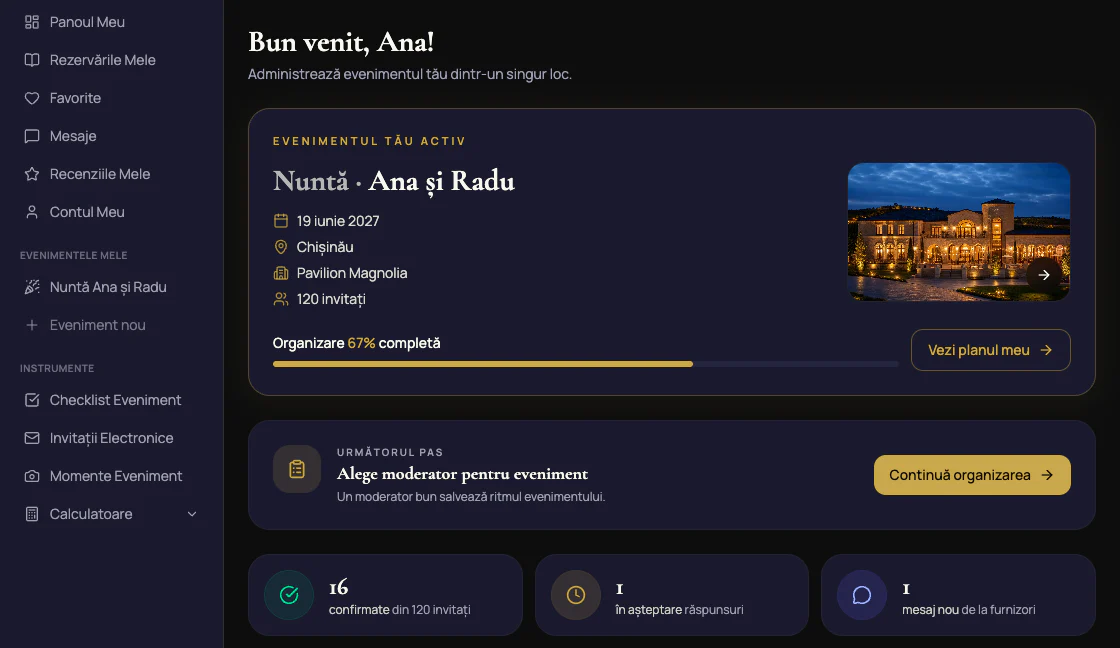 Panoul Meu
Rezervările Mele
Favorite
Mesaje
Recenziile Mele
Contul Meu
EVENIMENTELE MELE
Nuntă Ana și Radu
Eveniment nou
INSTRUMENTE
Checklist Eveniment
Invitații Electronice
Momente Eveniment
Calculatoare
Bun venit, Ana!
Administrează evenimentul tău dintr-un singur loc.
EVENIMENTUL TĂU ACTIV
Nuntă · Ana și Radu
19 iunie 2027
Chișinău
Pavilion Magnolia
120 invitați
Organizare 67% completă
Vezi planul meu
URMĂTORUL PAS
Alege moderator pentru eveniment
Un moderator bun salvează ritmul evenimentului.
Continuă organizarea
16
confirmate din 120 invitați
1
în așteptare răspunsuri
1
mesaj nou de la furnizori